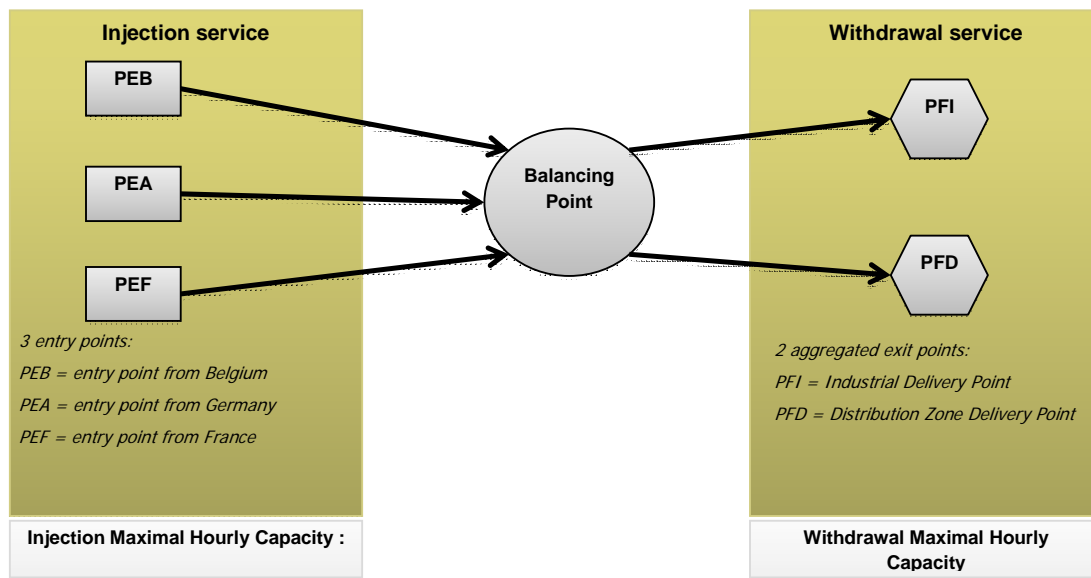 Injection service
PEB
PEA
PEF
3 entry points:
PEB = entry point from Belgium
PEA = entry point from Germany
PEF = entry point from France
Injection Maximal Hourly Capacity :
Balancing
Point
Withdrawal service
PFI
PFD
2 aggregated exit points:
PFI = Industrial Delivery Point
PFD = Distribution Zone Delivery Point
Withdrawal Maximal Hourly
Capacity